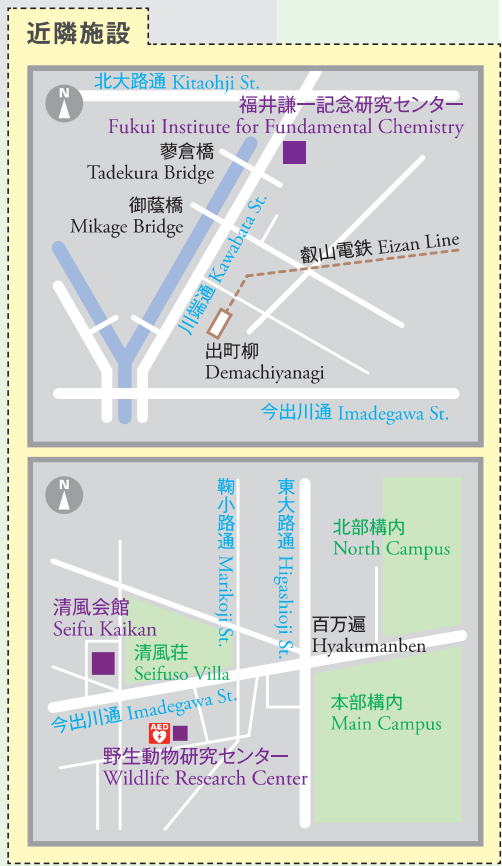 近隣施設
N
北大路通 Kitaohji St.
福井謙一記念研究センター
Fukui Institute for Fundamental Chemistry
蓼倉橋
Tadekura Bridge
御蔭橋
Mikage Bridge
川端通 Kawabata St.
叡山電鉄 Eizan Line
出町柳
Demachiyanagi
今出川通 Imadegawa St.
N
鞠小路通 Marikoji St.
東大路通 Higashioji St.
北部構内
North Campus
清風会館
Seifu Kaikan
百万遍
Hyakumanben
清風荘
Seifuso Villa
今出川通 Imadegawa St.
本部構内
Main Campus
AED
野生動物研究センター
Wildlife Research Center